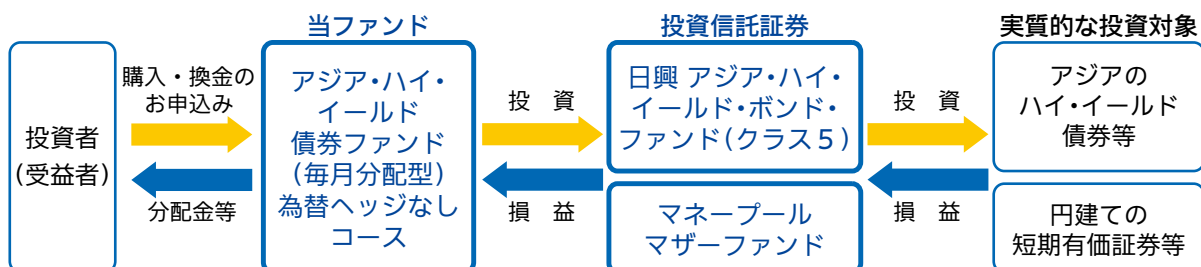 当ファンド
投資信託証券
実質的な投資対象
投資者
(受益者)
購入・換金の
お申込み
分配金等
アジア・ハイ・
イールド
債券ファンド
(毎月分配型)
為替ヘッジなし
コース
投 資
損 益
日興 アジア・ハイ・
イールド・ボンド・
ファンド(クラス5)
マネープール
マザーファンド
投 資
損 益
アジアの
ハイ・イールド
債券等
円建ての
短期有価証券等